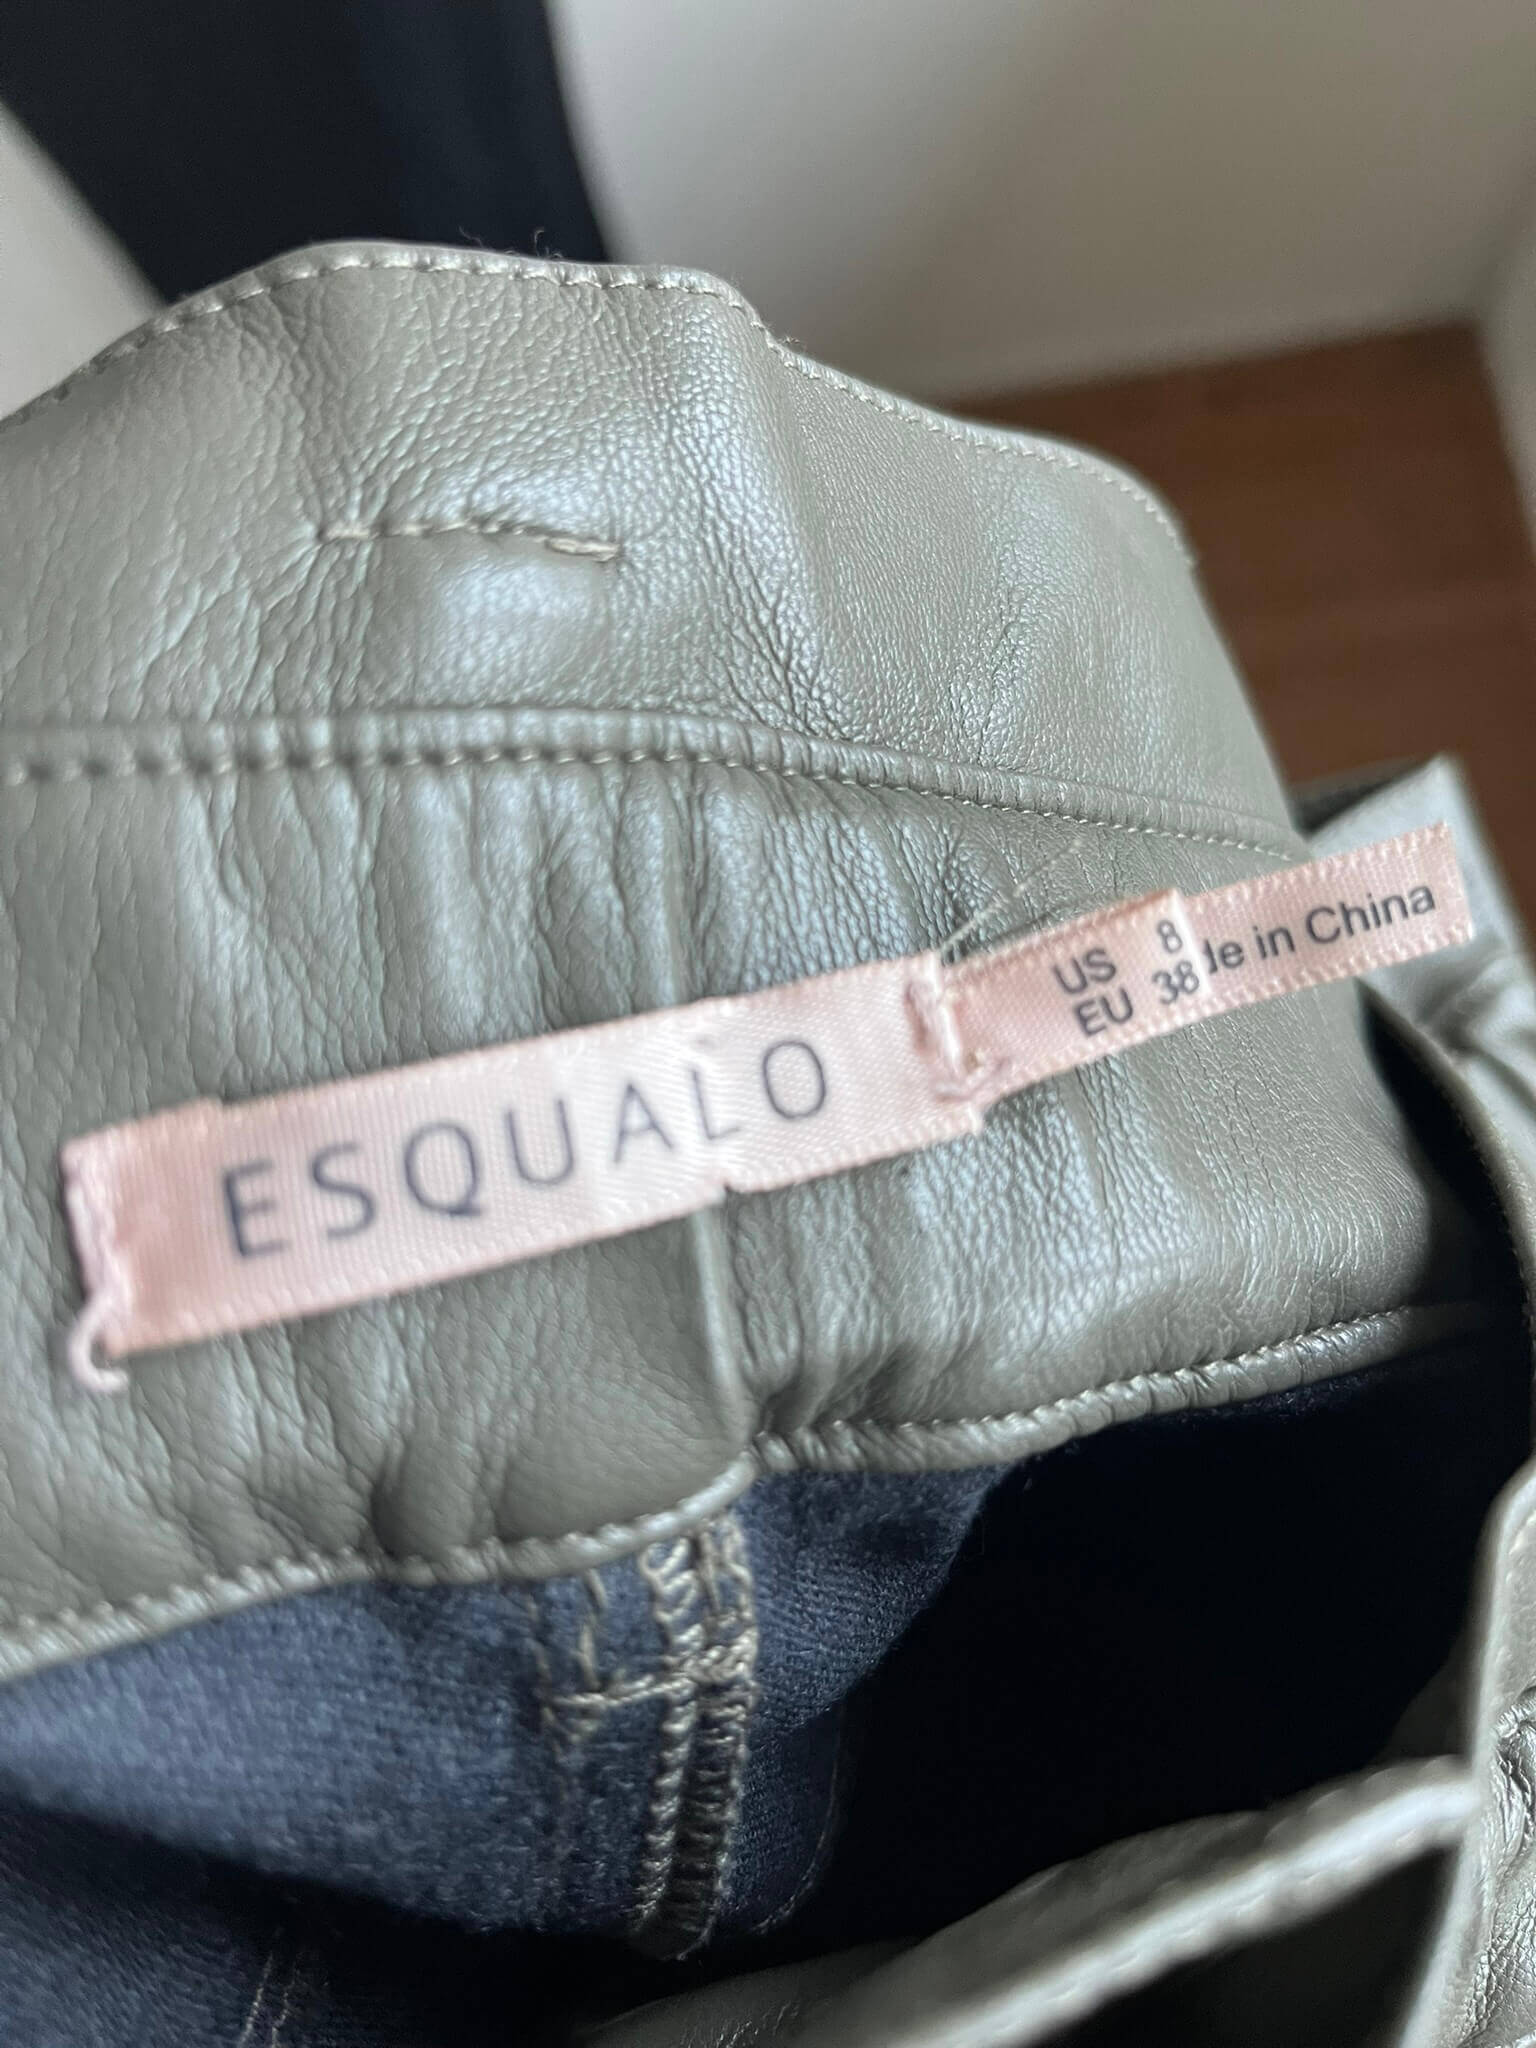 ESQUALO
US 8
EU 38
de in China